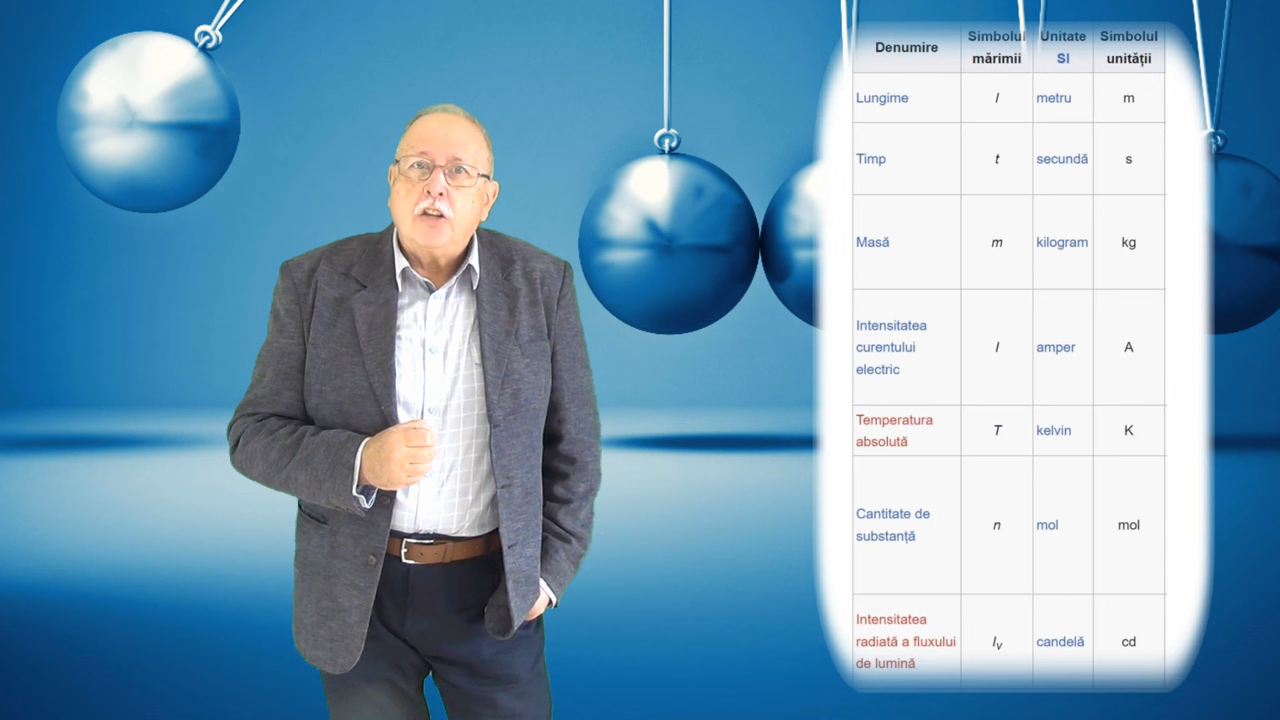 Denumire Simbolul mărimii Unitate SI Simbolul unității
Lungime l metru m
Timp t secundă s
Masă m kilogram kg
Intensitatea curentului electric I amper A
Temperatura absolută T kelvin K
Cantitate de substanță n mol mol
Intensitatea radiată a fluxului de lumină Iv candelă cd